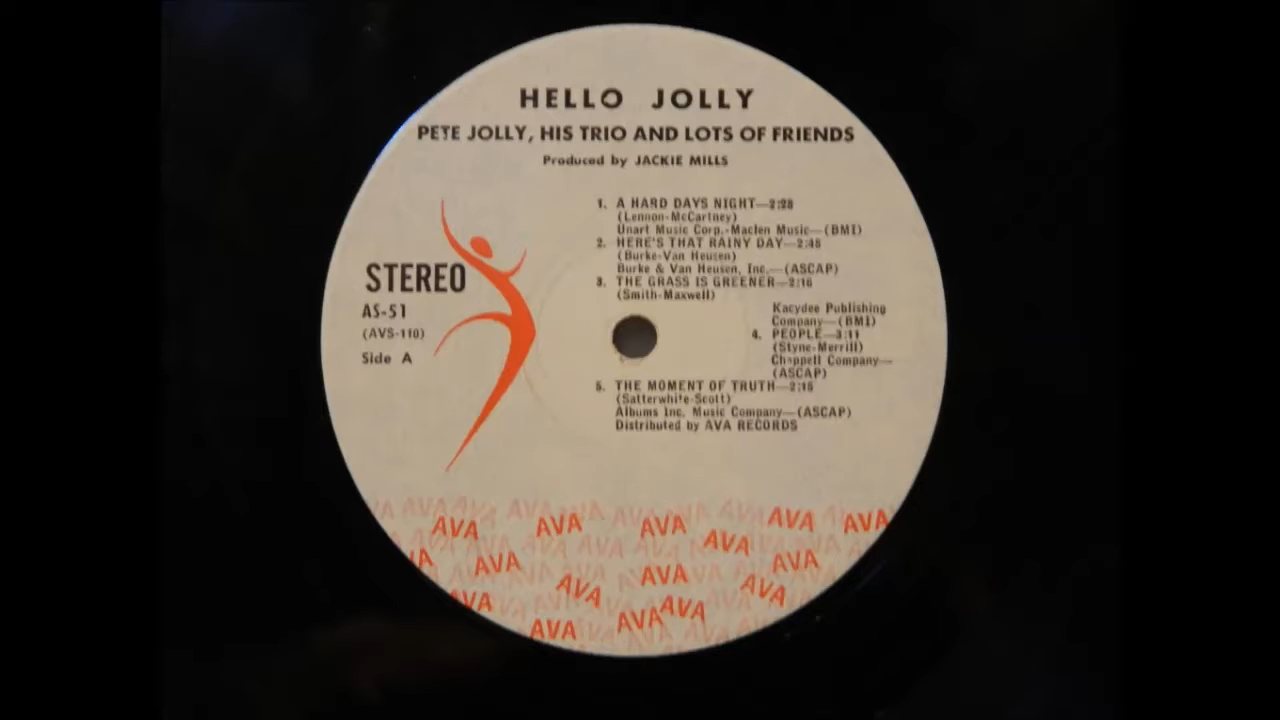 HELLO JOLLY
PETE JOLLY, HIS TRIO AND LOTS OF FRIENDS
Produced by JACKIE MILLS
STEREO
AS-51
(AVS-110)
Side A
1. A HARD DAYS NIGHT—2:28
(Lennon-McCartney)
Unart Music Corp.-Maclen Music—(BMI)
2. HERE'S THAT RAINY DAY—2:48
(Burke-Van Heusen)
Burke & Van Heusen, Inc.—(ASCAP)
3. THE GRASS IS GREENER—2:16
(Smith-Maxwell)
Kacydee Publishing
Company—(BMI)
4. PEOPLE—3:11
(Styne-Merrill)
Chappell Company—
(ASCAP)
5. THE MOMENT OF TRUTH—2:15
(Satterwhite-Scott)
Albums Inc. Music Company—(ASCAP)
Distributed by AVA RECORDS
AVA AVA AVA AVA AVA
AVA
AVA AVA AVA
AVA AVA AVA
AVA AVA
AVA AVA